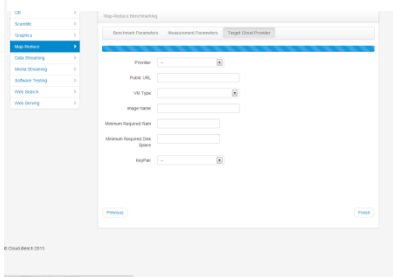 DB
Scientific
Graphics
Map-Reduce
Data Streaming
Media Streaming
Software Testing
Web Search
Web Serving
Map-Reduce Benchmarking
Benchmark Parameters Measurement Parameters Target Cloud Provider
Provider --
Public URL
VM Type
Image Name
Minimum Required Ram
Minimum Required Disk
Space
KeyPair --
Previous Finish
© Cloud Bench 2013